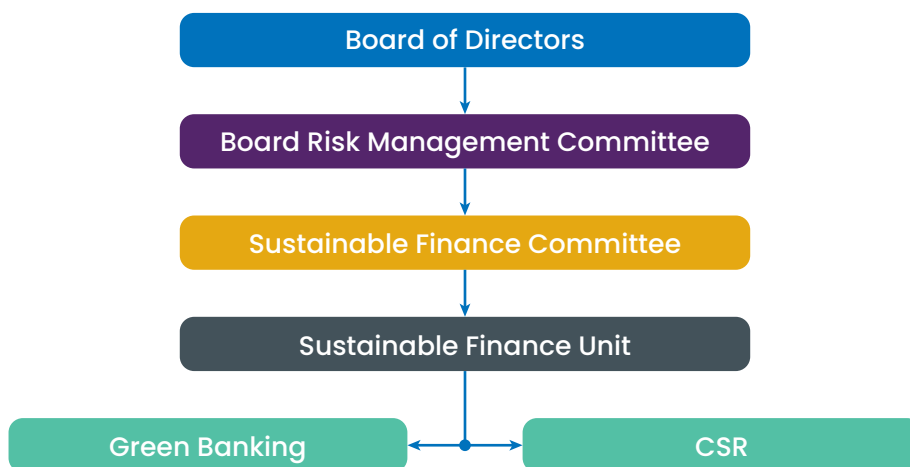 Board of Directors
Board Risk Management Committee
Sustainable Finance Committee
Sustainable Finance Unit
Green Banking
CSR